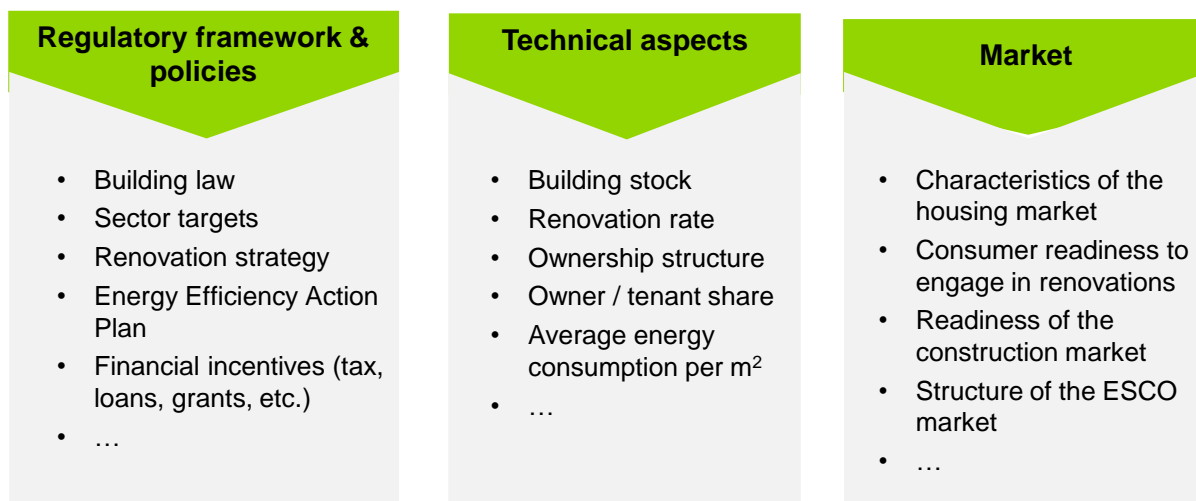 Regulatory framework &
policies
• Building law
• Sector targets
• Renovation strategy
• Energy Efficiency Action
Plan
• Financial incentives (tax,
loans, grants, etc.)
• …
Technical aspects
• Building stock
• Renovation rate
• Ownership structure
• Owner / tenant share
• Average energy
consumption per m²
• …
Market
• Characteristics of the
housing market
• Consumer readiness to
engage in renovations
• Readiness of the
construction market
• Structure of the ESCO
market
• …